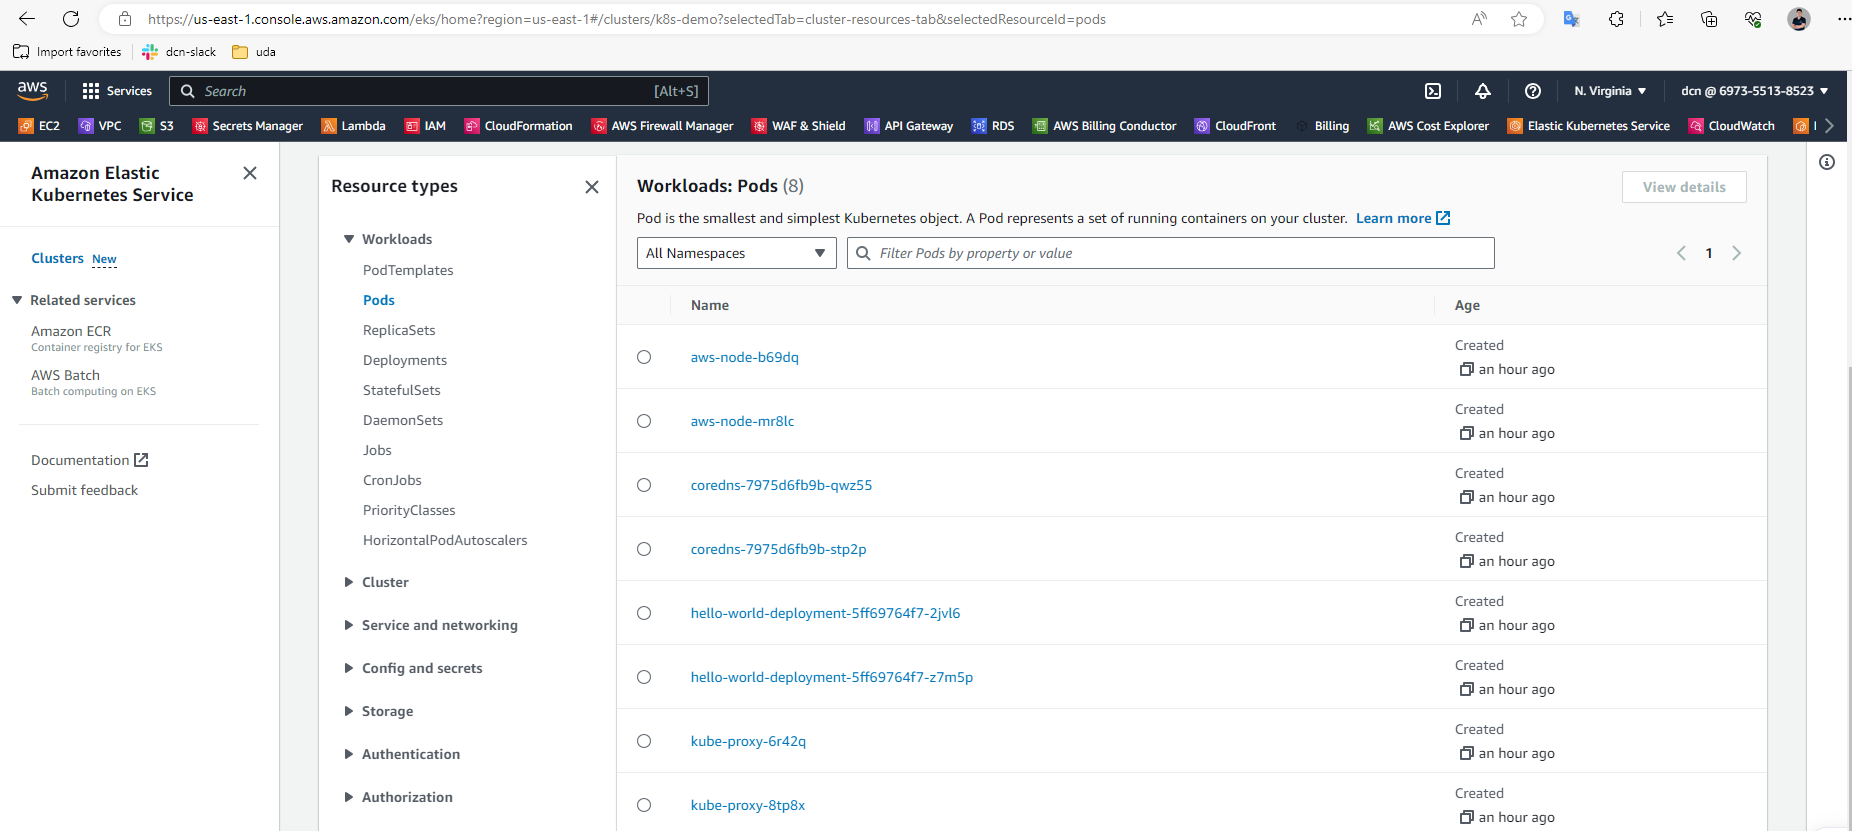 https://us-east-1.console.aws.amazon.com/eks/home?region=us-east-1#/clusters/k8s-demo?selectedTab=cluster-resources-tab&selectedResourceId=pods
Import favorites dcn-slack uda
aws Services Search [Alt+S] N. Virginia dcn @ 6973-5513-8523
EC2 VPC S3 Secrets Manager Lambda IAM CloudFormation AWS Firewall Manager WAF & Shield API Gateway RDS AWS Billing Conductor CloudFront Billing AWS Cost Explorer Elastic Kubernetes Service CloudWatch
Amazon Elastic
Kubernetes Service
Clusters New
Related services
Amazon ECR
Container registry for EKS
AWS Batch
Batch computing on EKS
Documentation
Submit feedback
Resource types
Workloads
PodTemplates
Pods
ReplicaSets
Deployments
StatefulSets
DaemonSets
Jobs
CronJobs
PriorityClasses
HorizontalPodAutoscalers
Cluster
Service and networking
Config and secrets
Storage
Authentication
Authorization
Workloads: Pods (8)
View details
Pod is the smallest and simplest Kubernetes object. A Pod represents a set of running containers on your cluster. Learn more
All Namespaces Filter Pods by property or value 1
Name Age
aws-node-b69dq Created
an hour ago
aws-node-mr8lc Created
an hour ago
coredns-7975d6fb9b-qwz55 Created
an hour ago
coredns-7975d6fb9b-stp2p Created
an hour ago
hello-world-deployment-5ff69764f7-2jvl6 Created
an hour ago
hello-world-deployment-5ff69764f7-z7m5p Created
an hour ago
kube-proxy-6r42q Created
an hour ago
kube-proxy-8tp8x Created
an hour ago